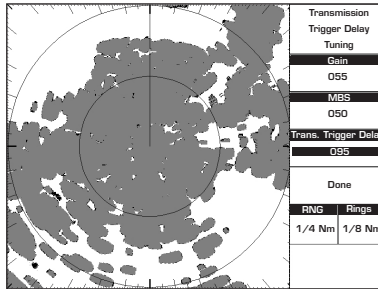 Transmission
Trigger Delay
Tuning
Gain
055
MBS
050
Trans. Trigger Dela
095
Done
RNG Rings
1/4 Nm 1/8 Nm